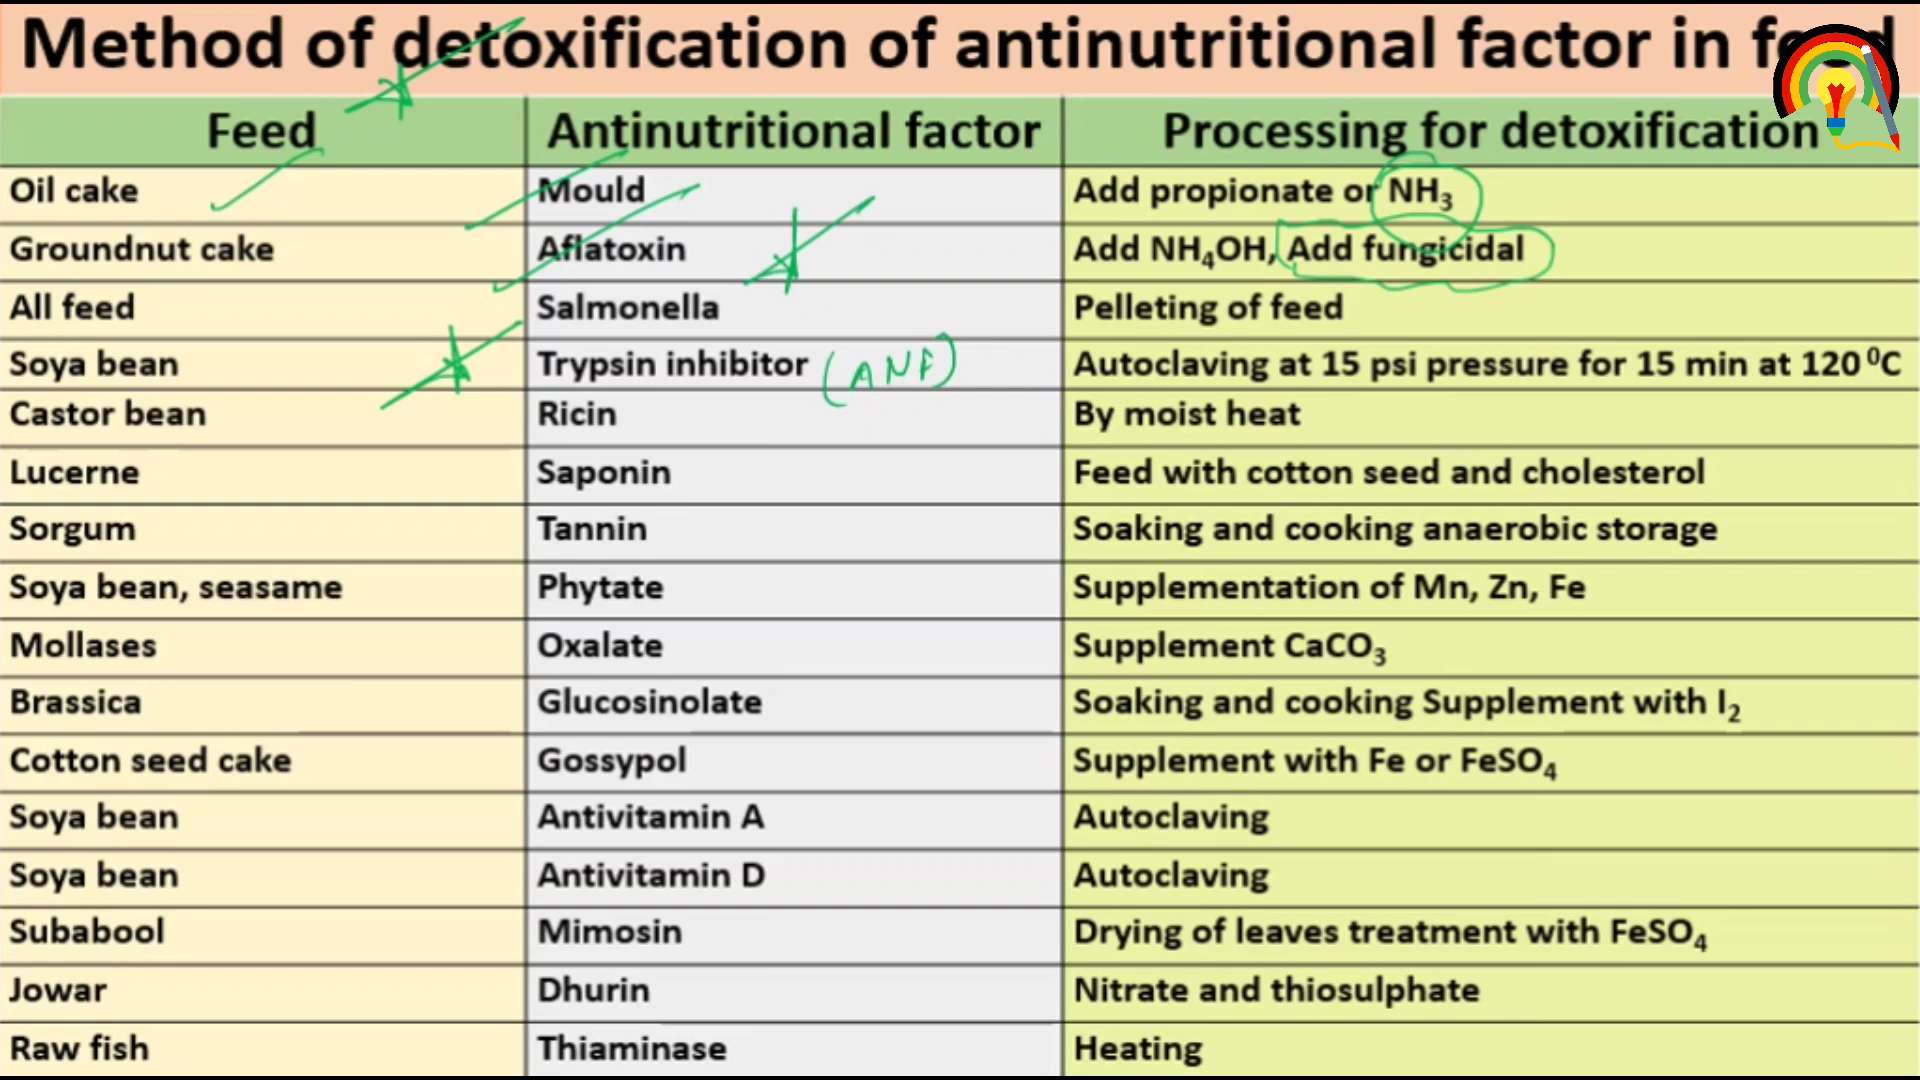 Method of detoxification of antinutritional factor in feed
Feed Antinutritional factor Processing for detoxification
Oil cake Mould Add propionate or NH₃
Groundnut cake Aflatoxin Add NH₄OH, Add fungicidal
All feed Salmonella Pelleting of feed
Soya bean Trypsin inhibitor (ANF) Autoclaving at 15 psi pressure for 15 min at 120 ⁰C
Castor bean Ricin By moist heat
Lucerne Saponin Feed with cotton seed and cholesterol
Sorgum Tannin Soaking and cooking anaerobic storage
Soya bean, seasame Phytate Supplementation of Mn, Zn, Fe
Mollases Oxalate Supplement CaCO₃
Brassica Glucosinolate Soaking and cooking Supplement with I₂
Cotton seed cake Gossypol Supplement with Fe or FeSO₄
Soya bean Antivitamin A Autoclaving
Soya bean Antivitamin D Autoclaving
Subabool Mimosin Drying of leaves treatment with FeSO₄
Jowar Dhurin Nitrate and thiosulphate
Raw fish Thiaminase Heating